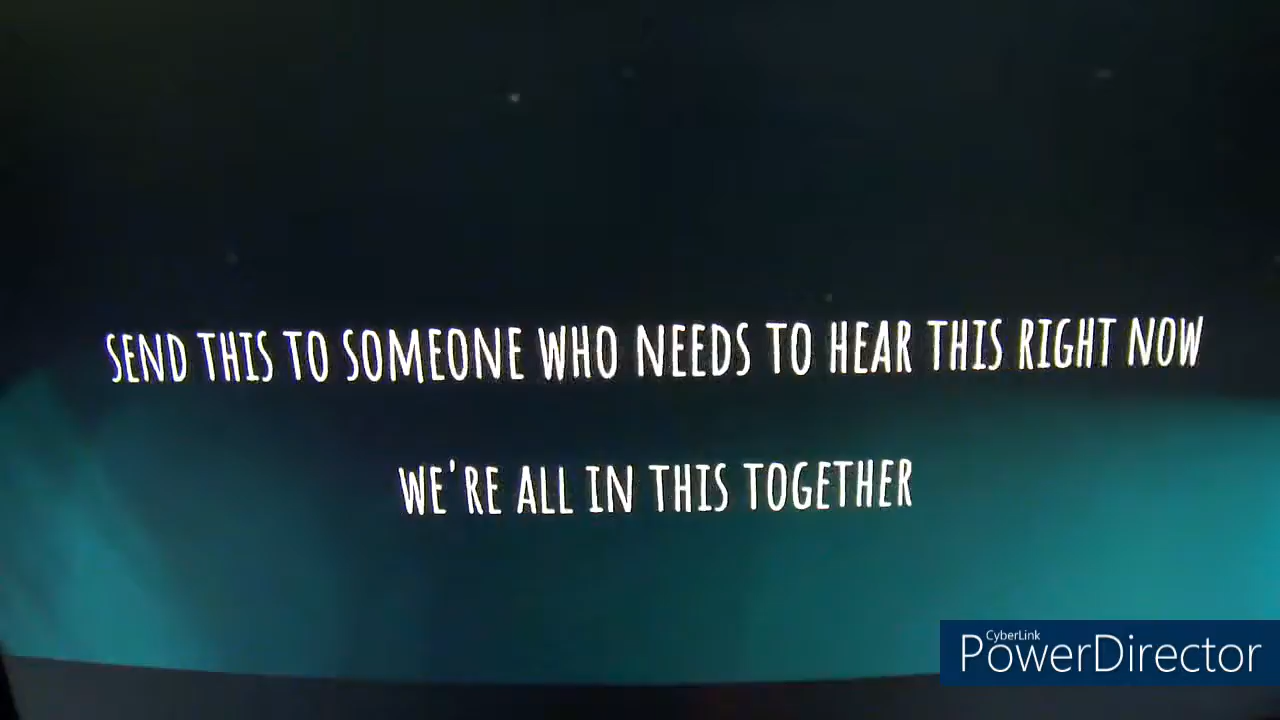 SEND THIS TO SOMEONE WHO NEEDS TO HEAR THIS RIGHT NOW
WE'RE ALL IN THIS TOGETHER
CyberLink
PowerDirector